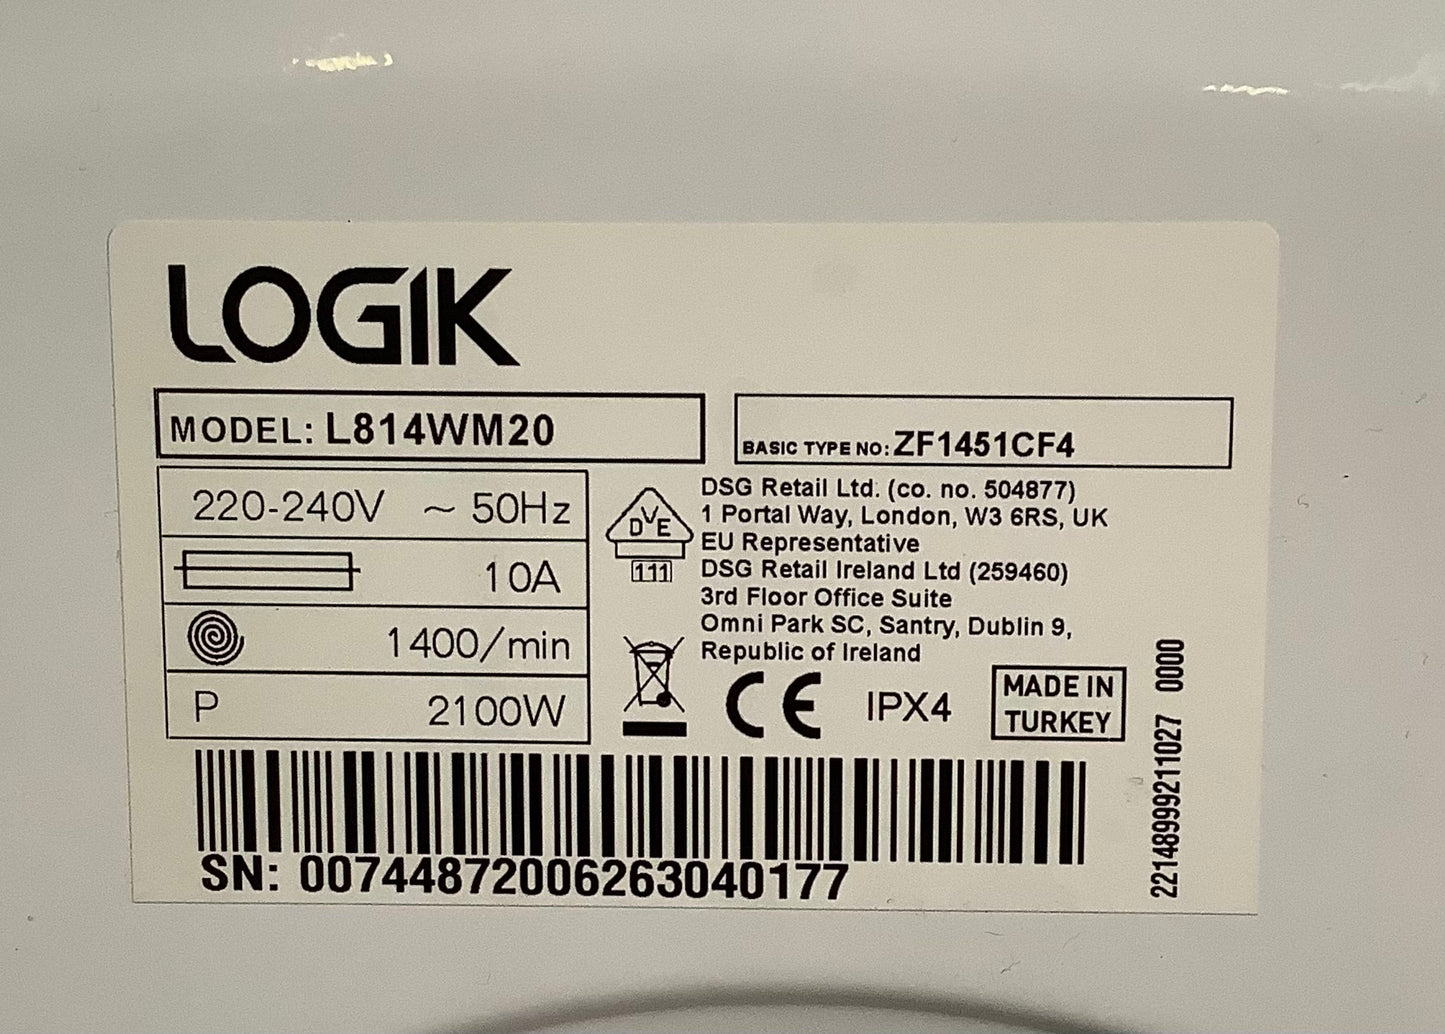 LOGIK
MODEL: L814WM20
BASIC TYPE NO: ZF1451CF4
220-240V ~ 50Hz
10A
1400/min
P 2100W
DVE
111
DSG Retail Ltd. (co. no. 504877)
1 Portal Way, London, W3 6RS, UK
EU Representative
DSG Retail Ireland Ltd (259460)
3rd Floor Office Suite
Omni Park SC, Santry, Dublin 9,
Republic of Ireland
CE IPX4
MADE IN
TURKEY
SN: 00744872006263040177
22148999211027 0000